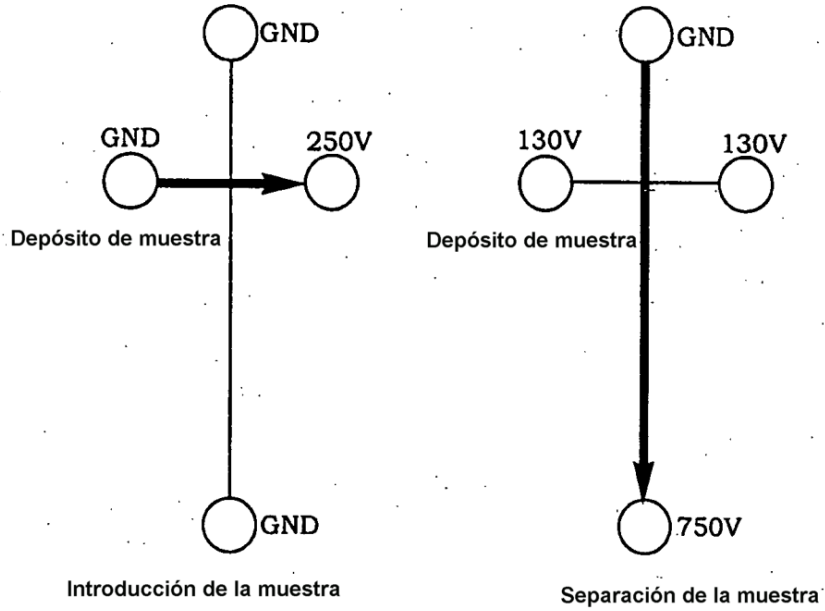 GND
GND
250V
Depósito de muestra
GND
Introducción de la muestra
GND
130V
130V
Depósito de muestra
750V
Separación de la muestra